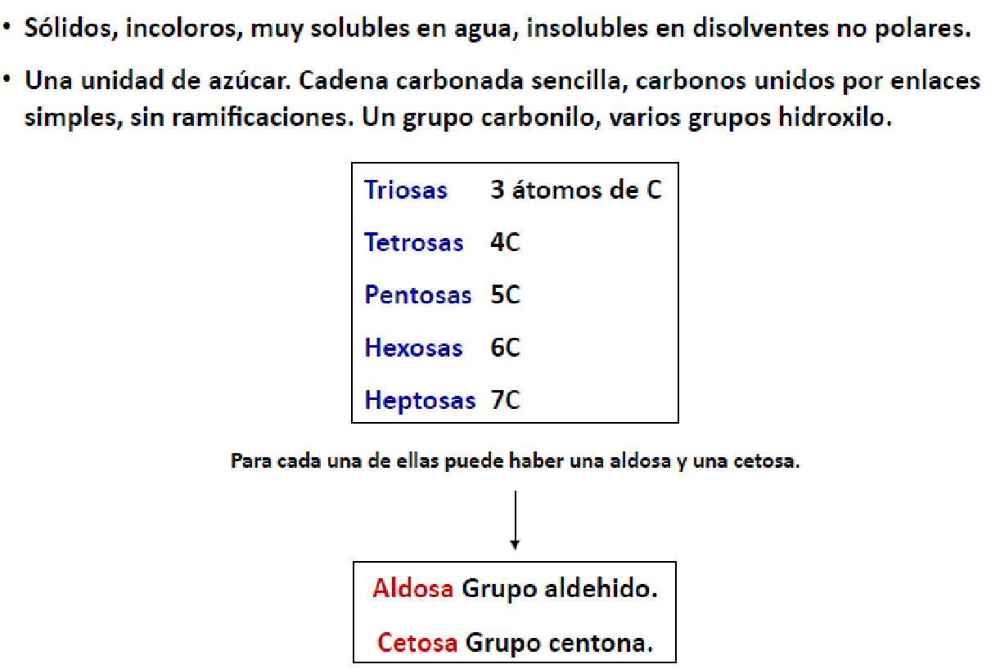 • Sólidos, incoloros, muy solubles en agua, insolubles en disolventes no polares.
• Una unidad de azúcar. Cadena carbonada sencilla, carbonos unidos por enlaces
simples, sin ramificaciones. Un grupo carbonilo, varios grupos hidroxilo.
Triosas 3 átomos de C
Tetrosas 4C
Pentosas 5C
Hexosas 6C
Heptosas 7C
Para cada una de ellas puede haber una aldosa y una cetosa.
Aldosa Grupo aldehido.
Cetosa Grupo centona.